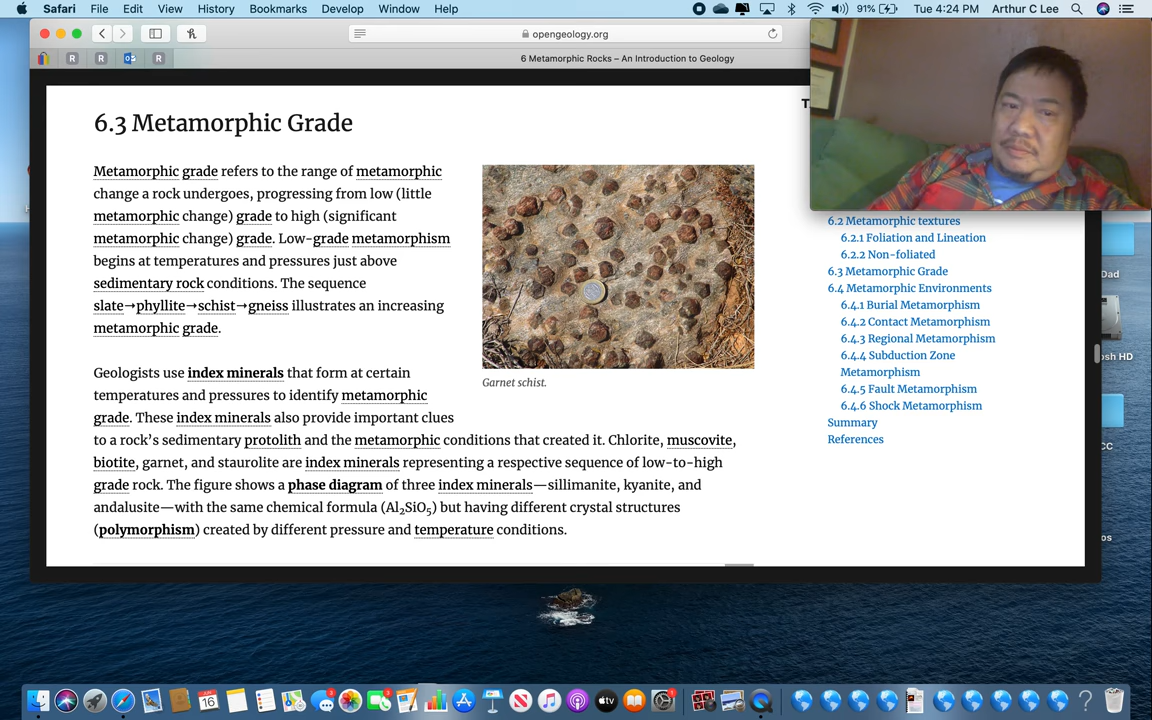 Safari File Edit View History Bookmarks Develop Window Help 91% Tue 4:24 PM Arthur C Lee
opengeology.org
R R R
6 Metamorphic Rocks – An Introduction to Geology
6.3 Metamorphic Grade
Metamorphic grade refers to the range of metamorphic
change a rock undergoes, progressing from low (little
metamorphic change) grade to high (significant
metamorphic change) grade. Low-grade metamorphism
begins at temperatures and pressures just above
sedimentary rock conditions. The sequence
slate→phyllite→schist→gneiss illustrates an increasing
metamorphic grade.
Garnet schist.
Geologists use index minerals that form at certain
temperatures and pressures to identify metamorphic
grade. These index minerals also provide important clues
to a rock’s sedimentary protolith and the metamorphic conditions that created it. Chlorite, muscovite,
biotite, garnet, and staurolite are index minerals representing a respective sequence of low-to-high
grade rock. The figure shows a phase diagram of three index minerals—sillimanite, kyanite, and
andalusite—with the same chemical formula (Al₂SiO₅) but having different crystal structures
(polymorphism) created by different pressure and temperature conditions.
6.2 Metamorphic textures
6.2.1 Foliation and Lineation
6.2.2 Non-foliated
6.3 Metamorphic Grade
6.4 Metamorphic Environments
6.4.1 Burial Metamorphism
6.4.2 Contact Metamorphism
6.4.3 Regional Metamorphism
6.4.4 Subduction Zone
Metamorphism
6.4.5 Fault Metamorphism
6.4.6 Shock Metamorphism
Summary
References
Dad
osh HD
CC
os
16
tv